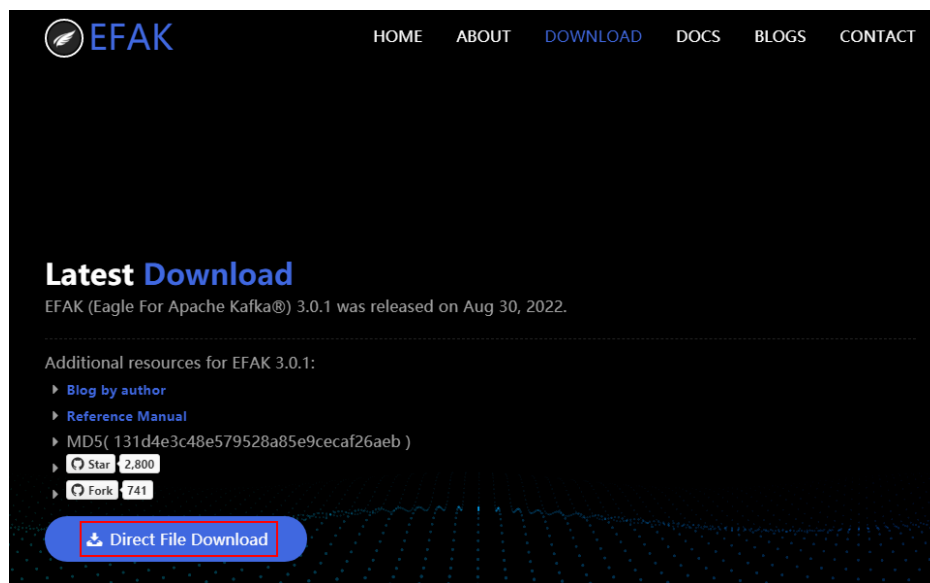 EFAK HOME ABOUT DOWNLOAD DOCS BLOGS CONTACT
Latest Download
EFAK (Eagle For Apache Kafka®) 3.0.1 was released on Aug 30, 2022.
Additional resources for EFAK 3.0.1:
Blog by author
Reference Manual
MD5( 131d4e3c48e579528a85e9cecaf26aeb )
Star 2,800
Fork 741
Direct File Download